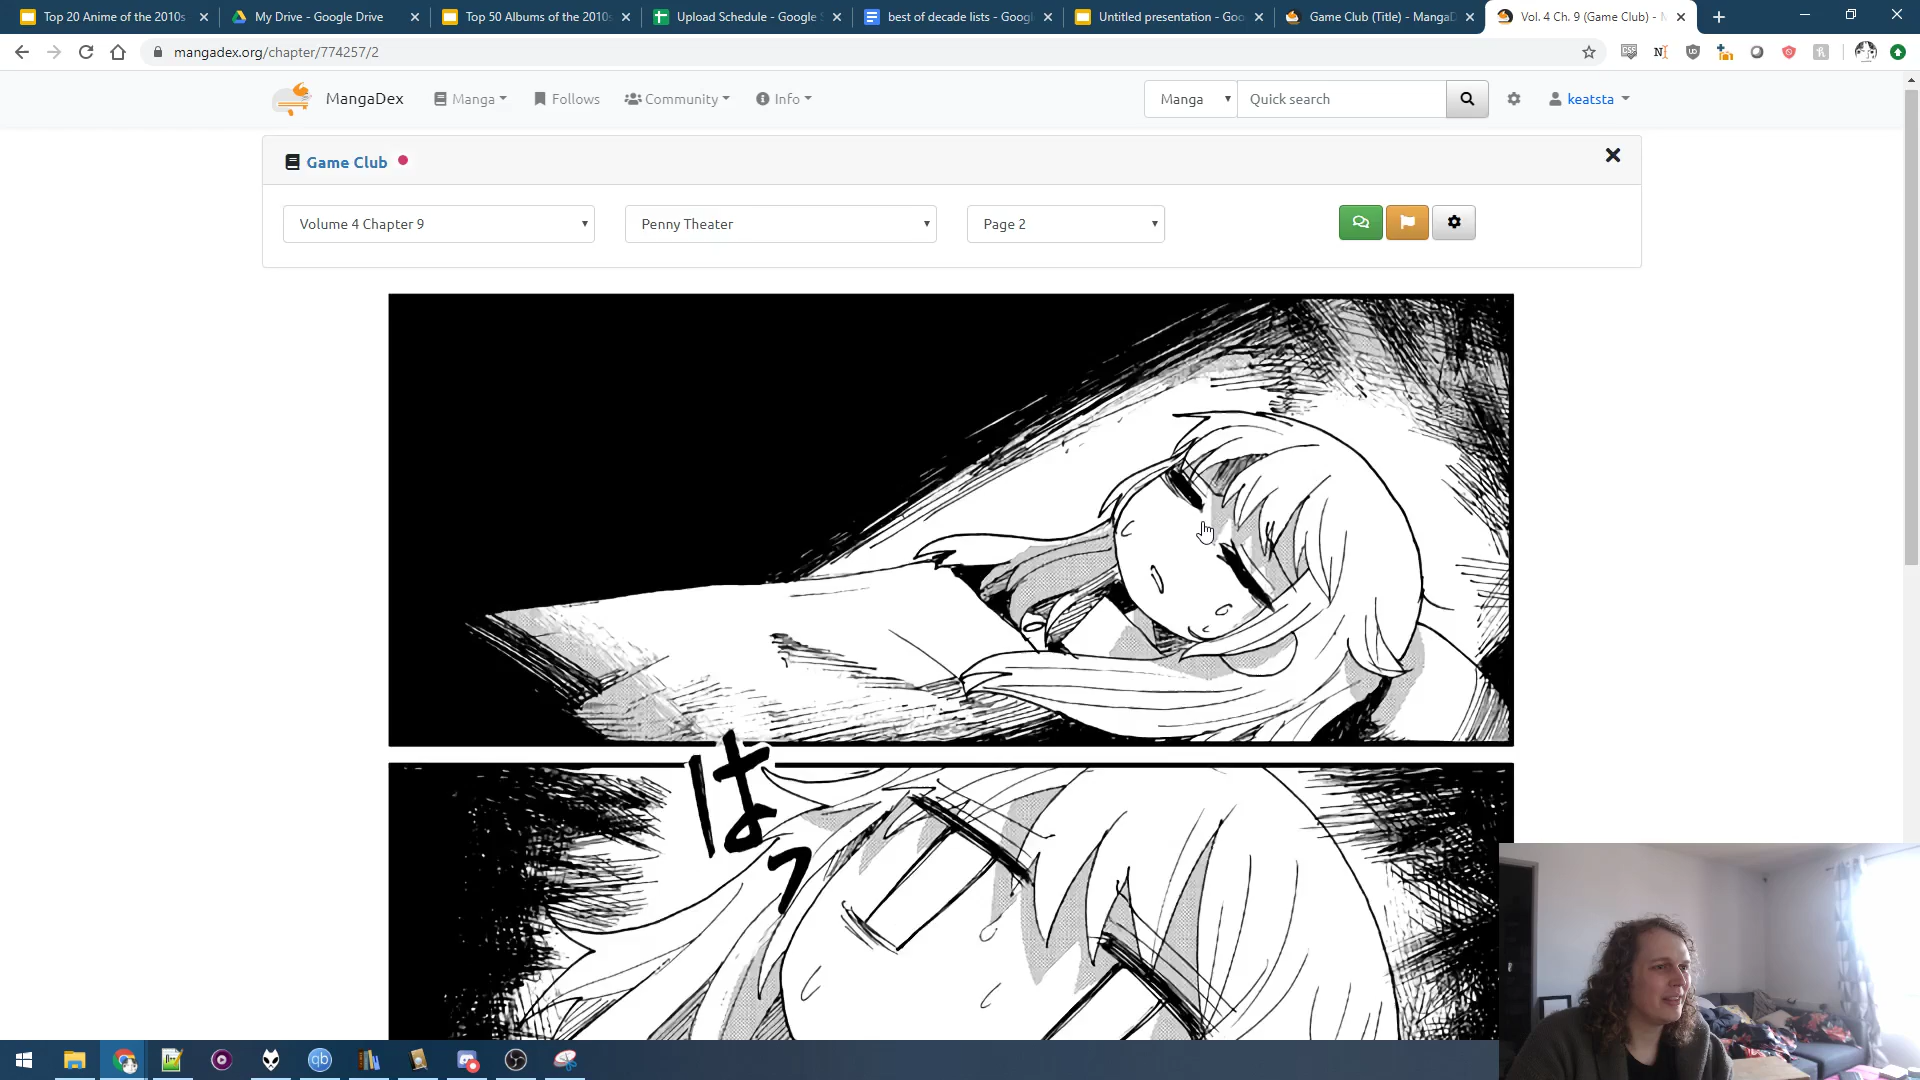 Top 20 Anime of the 2010s
My Drive - Google Drive
Top 50 Albums of the 2010s
Upload Schedule - Google
best of decade lists - Goog
Untitled presentation - Goo
Game Club (Title) - MangaD
Vol. 4 Ch. 9 (Game Club) -
mangadex.org/chapter/774257/2
MangaDex
Manga
Follows
Community
Info
Manga
Quick search
keatsta
Game Club
Volume 4 Chapter 9
Penny Theater
Page 2
はっ